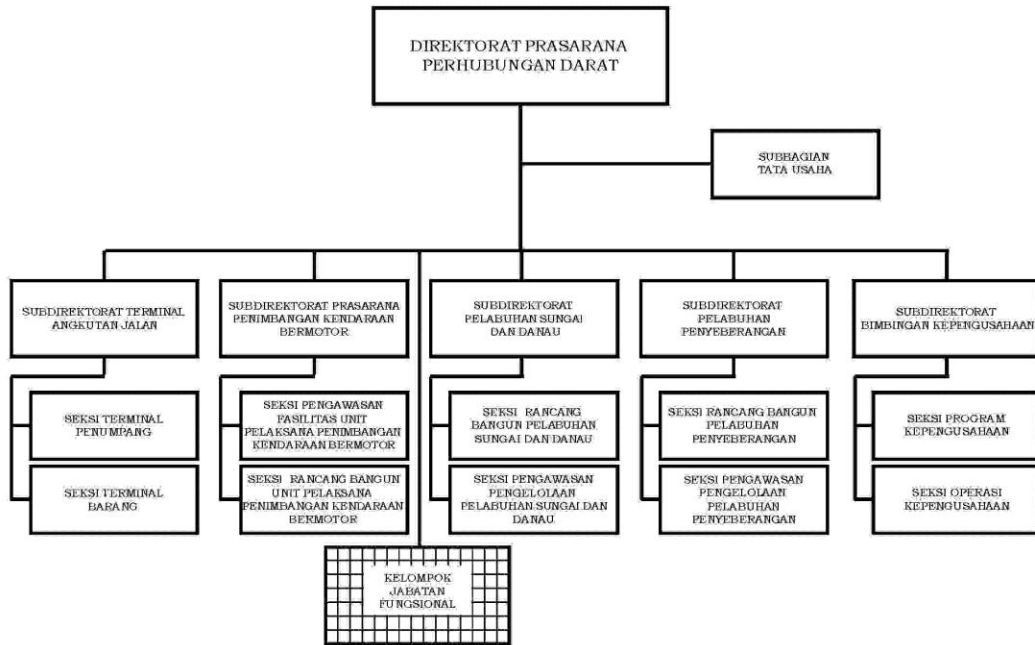 DIREKTORAT PRASARANA
PERHUBUNGAN DARAT
SUBBAGIAN
TATA USAHA
SUBDIREKTORAT TERMINAL
ANGKUTAN JALAN
SUBDIREKTORAT PRASARANA
PENIMBANGAN KENDARAAN
BERMOTOR
SUBDIREKTORAT
PELABUHAN SUNGAI
DAN DANAU
SUBDIREKTORAT
PELABUHAN
PENYEBERANGAN
SUBDIREKTORAT
BIMBINGAN KEPENGUSAHAAN
SEKSI TERMINAL
PENUMPANG
SEKSI PENGAWASAN
FASILITAS UNIT
PELAKSANA PENIMBANGAN
KENDARAAN BERMOTOR
SEKSI RANCANG
BANGUN PELABUHAN
SUNGAI DAN DANAU
SEKSI RANCANG BANGUN
PELABUHAN
PENYEBERANGAN
SEKSI PROGRAM
KEPENGUSAHAAN
SEKSI TERMINAL
BARANG
SEKSI RANCANG BANGUN
UNIT PELAKSANA
PENIMBANGAN KENDARAAN
BERMOTOR
SEKSI PENGAWASAN
PENGELOLAAN
PELABUHAN SUNGAI DAN
DANAU
SEKSI PENGAWASAN
PENGELOLAAN
PELABUHAN
PENYEBERANGAN
SEKSI OPERASI
KEPENGUSAHAAN
KELOMPOK
JABATAN
FUNGSIONAL